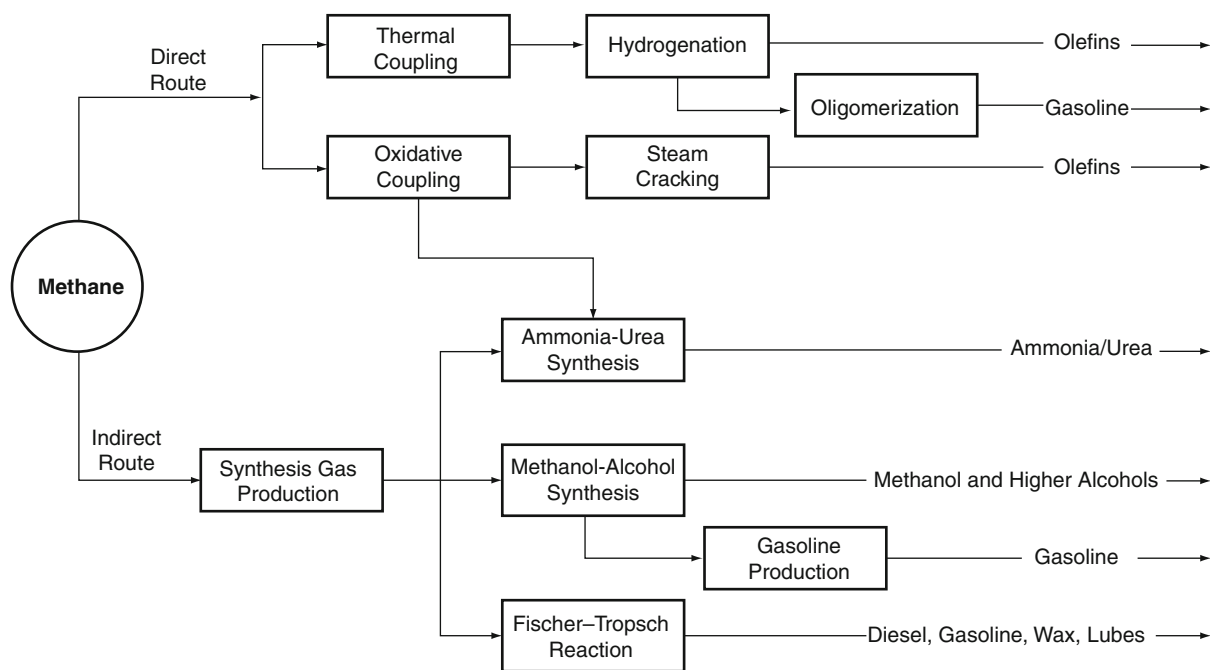 Thermal
Coupling
Hydrogenation
Olefins
Direct
Route
Oligomerization
Gasoline
Oxidative
Coupling
Steam
Cracking
Olefins
Methane
Ammonia-Urea
Synthesis
Ammonia/Urea
Indirect
Route
Synthesis Gas
Production
Methanol-Alcohol
Synthesis
Methanol and Higher Alcohols
Gasoline
Production
Gasoline
Fischer–Tropsch
Reaction
Diesel, Gasoline, Wax, Lubes